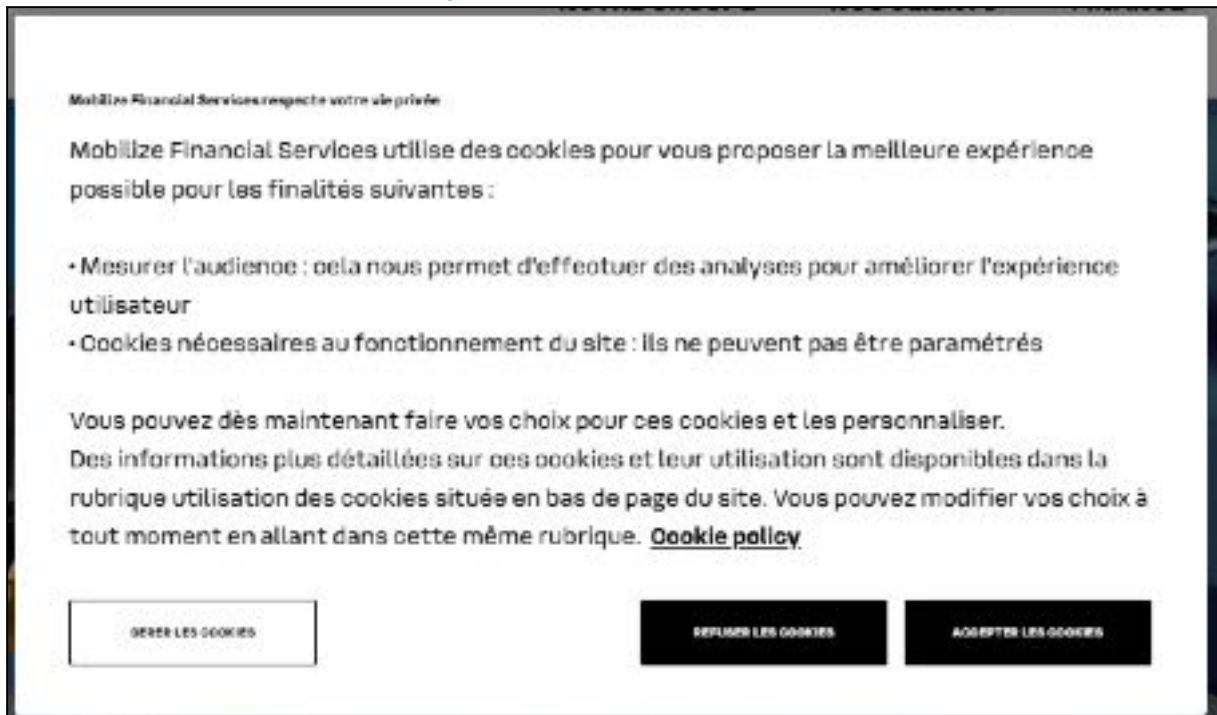 Mobilize Financial Services respecte votre vie privée
Mobilize Financial Services utilise des cookies pour vous proposer la meilleure expérience
possible pour les finalités suivantes :
• Mesurer l'audience : cela nous permet d'effectuer des analyses pour améliorer l'expérience
utilisateur
• Cookies nécessaires au fonctionnement du site : ils ne peuvent pas être paramétrés
Vous pouvez dès maintenant faire vos choix pour ces cookies et les personnaliser.
Des informations plus détaillées sur ces cookies et leur utilisation sont disponibles dans la
rubrique utilisation des cookies située en bas de page du site. Vous pouvez modifier vos choix à
tout moment en allant dans cette même rubrique. Cookie policy
GÉRER LES COOKIES REFUSER LES COOKIES ACCEPTER LES COOKIES